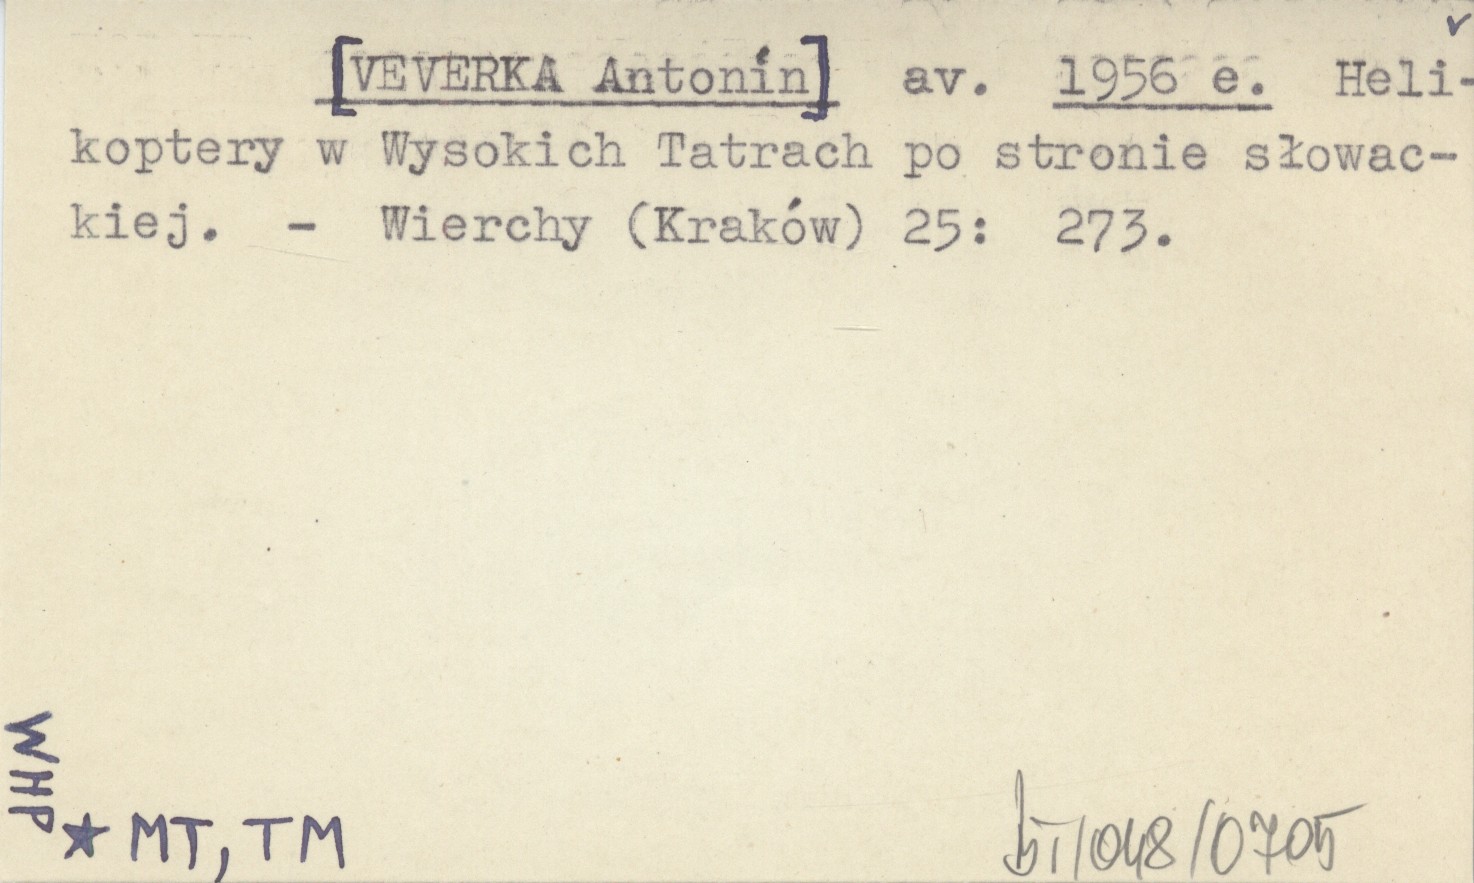 [VEVERKA Antonín] av. 1956 e. Heli-
koptery w Wysokich Tatrach po stronie słowac-
kiej. - Wierchy (Kraków) 25: 273.
WHP
★ MT, TM
bT/048/0705